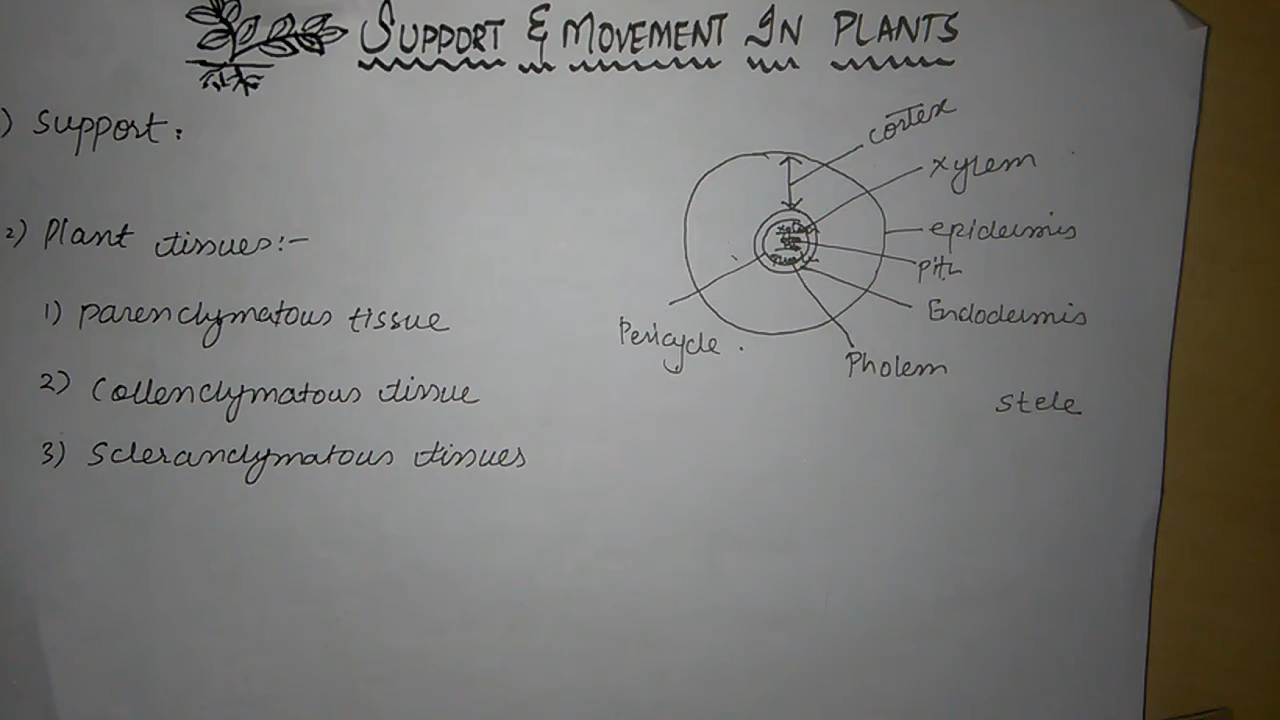 SUPPORT & MOVEMENT IN PLANTS
) Support :
2) Plant tissues:-
1) parenchymatous tissue
2) Collenchymatous tissue
3) Scleranchymatous tissues
cortex
xylem
epidermis
pith
Endodermis
Pericycle .
Pholem
stele